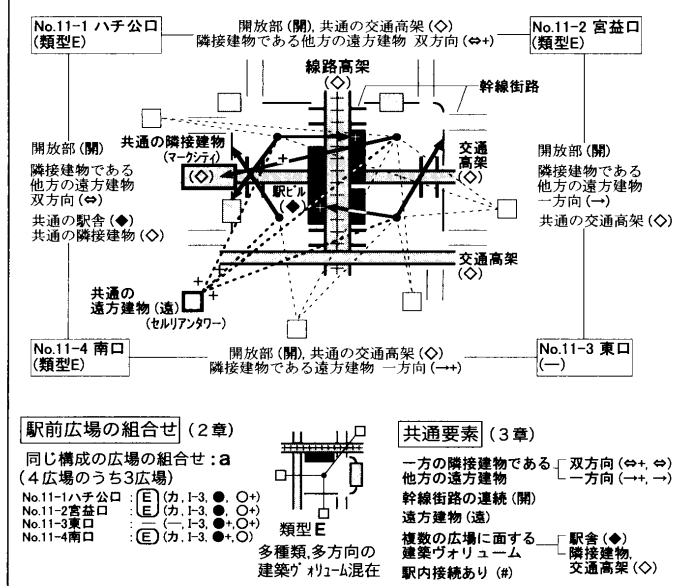 No.11-1 ハチ公口
(類型E)
開放部 (開), 共通の交通高架 (◇)
隣接建物である他方の遠方建物 双方向 (⇔+)
No.11-2 宮益口
(類型E)
線路高架
(◇)
幹線街路
共通の隣接建物
(マークシティ)
(◇)
駅ビル
(◆)
交通
高架
(◇)
開放部 (開)
隣接建物である
他方の遠方建物
双方向 (⇔)
共通の駅舎 (◆)
共通の隣接建物 (◇)
開放部 (開)
隣接建物である
他方の遠方建物
一方向 (→)
共通の交通高架 (◇)
交通高架
(◇)
共通の
遠方建物 (遠)
(セルリアンタワー)
+
+
+
No.11-4 南口
(類型E)
開放部 (開), 共通の交通高架 (◇)
隣接建物である遠方建物 一方向 (→+)
No.11-3 東口
(—)
駅前広場の組合せ (2章)
同じ構成の広場の組合せ : a
(4広場のうち3広場)
No.11-1ハチ公口 : E (カ, I-3, ●, ○+)
No.11-2宮益口 : E (カ, I-3, ●, ○+)
No.11-3東口 : — (—, I-3, ●+, ○+)
No.11-4南口 : E (カ, I-3, ●+, ○)
類型E
多種類, 多方向の
建築ヴォリューム混在
共通要素 (3章)
一方の隣接建物である 双方向 (⇔+, ⇔)
他方の遠方建物 一方向 (→+, →)
幹線街路の連続 (開)
遠方建物 (遠)
複数の広場に面する 駅舎 (◆)
建築ヴォリューム 隣接建物,
交通高架 (◇)
駅内接続あり (#)